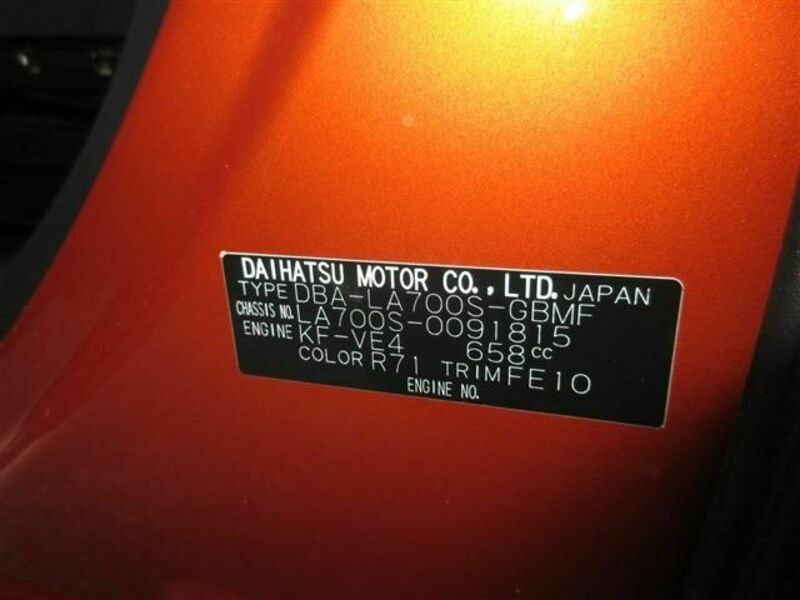 DAIHATSU MOTOR CO., LTD. JAPAN
TYPE DBA-LA700S-GBMF
CHASSIS NO. LA700S-0091815
ENGINE KF-VE4 658cc
COLOR R71 TRIM FE10
ENGINE NO.